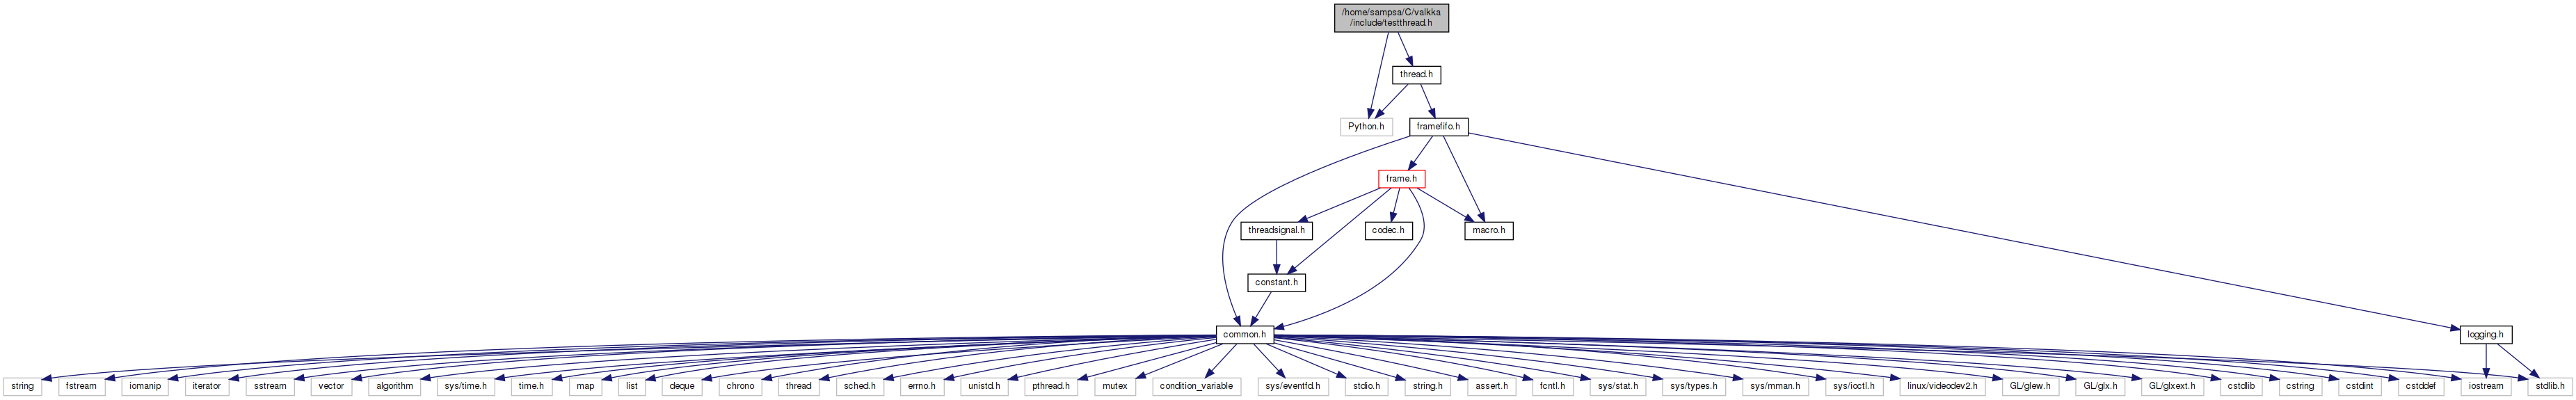 /home/sampsa/C/valkka
/include/testthread.h
thread.h
Python.h
framefifo.h
frame.h
threadsignal.h
codec.h
macro.h
constant.h
common.h
logging.h
string
fstream
iomanip
iterator
sstream
vector
algorithm
sys/time.h
time.h
map
list
deque
chrono
thread
sched.h
errno.h
unistd.h
pthread.h
mutex
condition_variable
sys/eventfd.h
stdio.h
string.h
assert.h
fcntl.h
sys/stat.h
sys/types.h
sys/mman.h
sys/ioctl.h
linux/videodev2.h
GL/glew.h
GL/glx.h
GL/glxext.h
cstdlib
cstring
cstdint
cstddef
iostream
stdlib.h